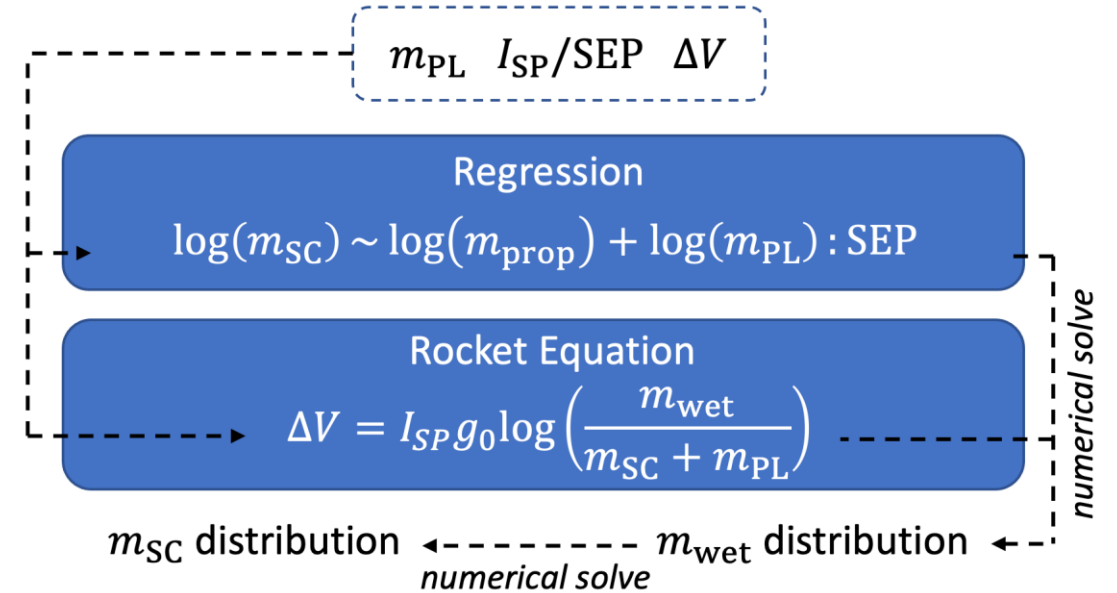 m_PL I_SP/SEP ΔV
Regression
log(m_SC) ~ log(m_prop) + log(m_PL) : SEP
Rocket Equation
ΔV = I_SP g_0 log(m_wet / (m_SC + m_PL))
numerical solve
m_SC distribution
m_wet distribution
numerical solve